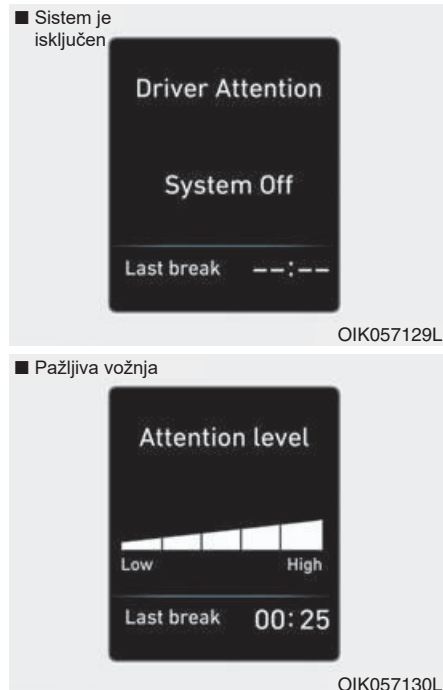 ■ Sistem je
isključen
Driver Attention
System Off
Last break --:--
OIK057129L
■ Pažljiva vožnja
Attention level
Low High
Last break 00:25
OIK057130L